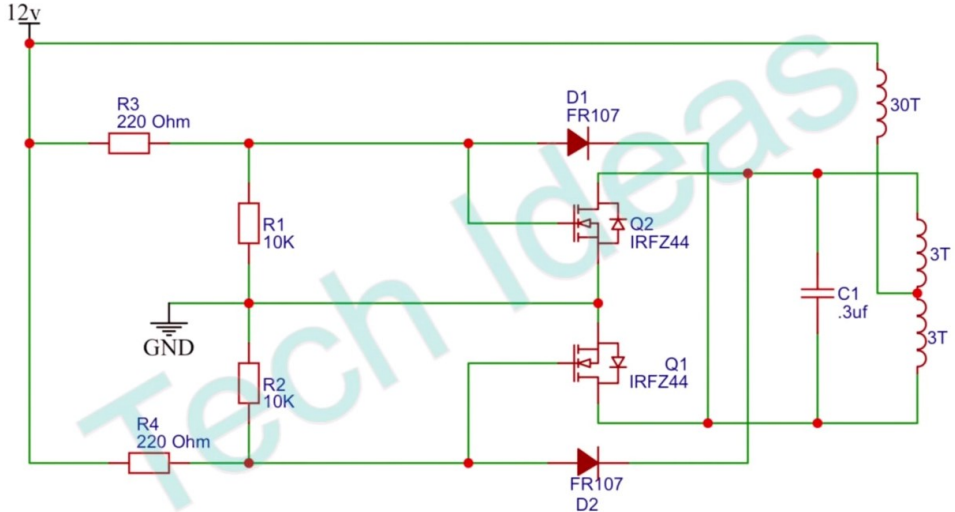 12v
R3
220 Ohm
D1
FR107
30T
R1
10K
Q2
IRFZ44
3T
C1
.3uf
GND
3T
R2
10K
Q1
IRFZ44
R4
220 Ohm
FR107
D2
Tech Ideas